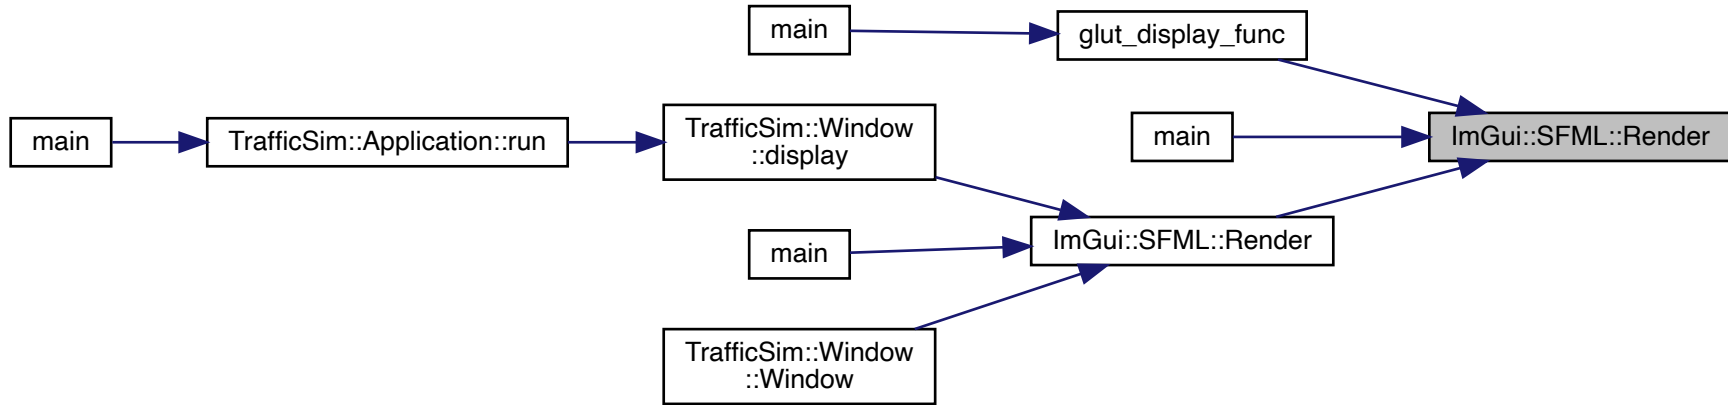 main
glut_display_func
main
TrafficSim::Application::run
TrafficSim::Window
::display
main
ImGui::SFML::Render
main
ImGui::SFML::Render
TrafficSim::Window
::Window